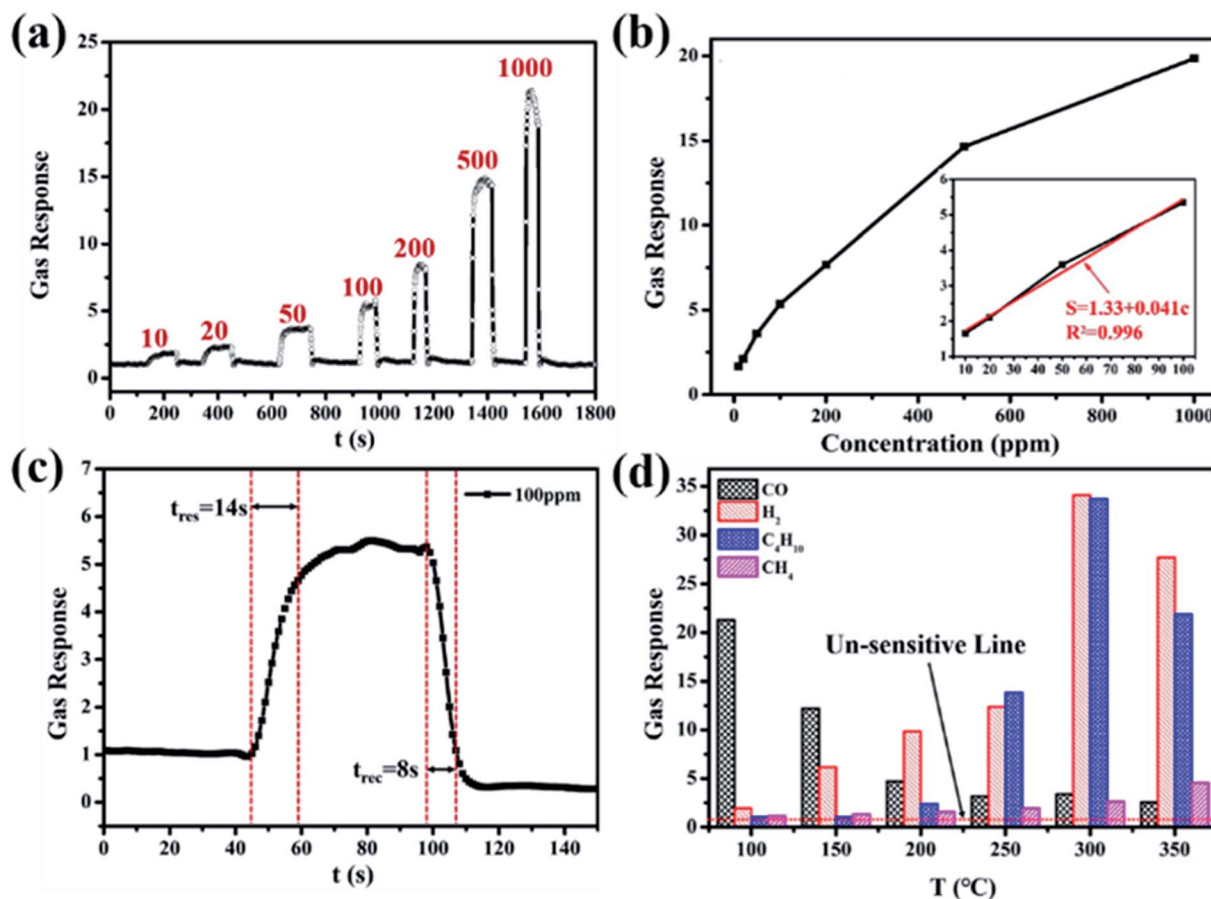 (a)
25
20
15
10
5
0
Gas Response
10
20
50
100
200
500
1000
0 200 400 600 800 1000 1200 1400 1600 1800
t (s)
(b)
20
15
10
5
0
Gas Response
0 200 400 600 800 1000
Concentration (ppm)
6
5
4
3
2
1
10 20 30 40 50 60 70 80 90 100
S=1.33+0.041c
R²=0.996
(c)
7
6
5
4
3
2
1
0
Gas Response
100ppm
tres=14s
trec=8s
0 20 40 60 80 100 120 140
t (s)
(d)
35
30
25
20
15
10
5
0
Gas Response
CO
H₂
C₄H₁₀
CH₄
Un-sensitive Line
100 150 200 250 300 350
T (°C)